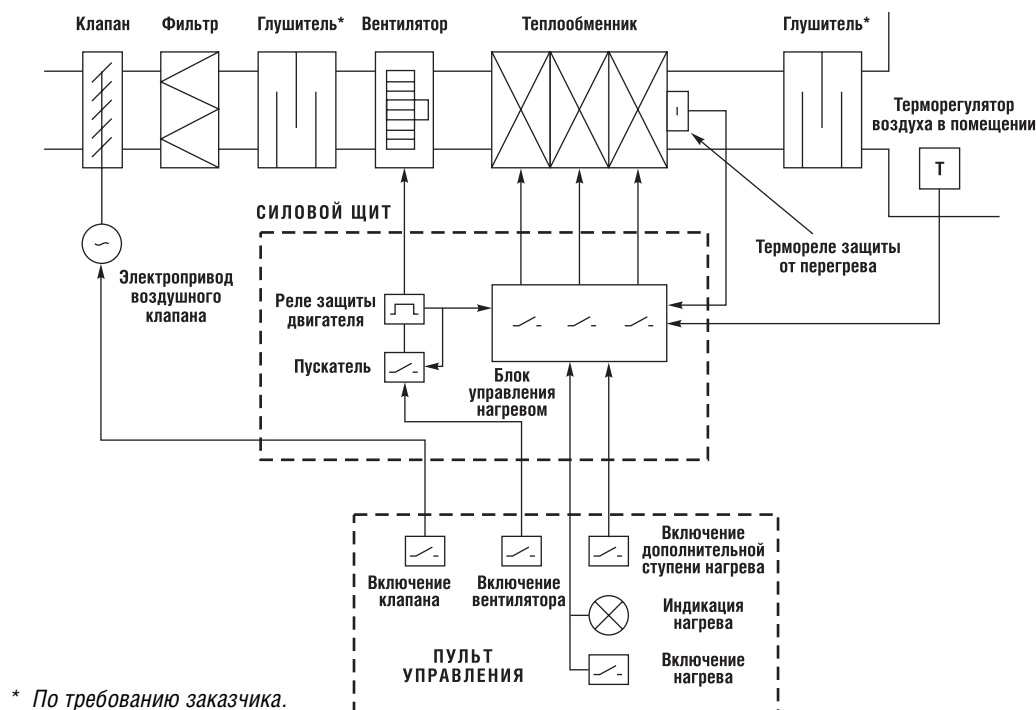 Клапан
Фильтр
Глушитель*
Вентилятор
Теплообменник
Глушитель*
Терморегулятор
воздуха в помещении
T
СИЛОВОЙ ЩИТ
Термореле защиты
от перегрева
Электропривод
воздушного
клапана
Реле защиты
двигателя
Пускатель
Блок
управления
нагревом
Включение
клапана
Включение
вентилятора
Включение
дополнительной
ступени нагрева
Индикация
нагрева
Включение
нагрева
ПУЛЬТ
УПРАВЛЕНИЯ
* По требованию заказчика.